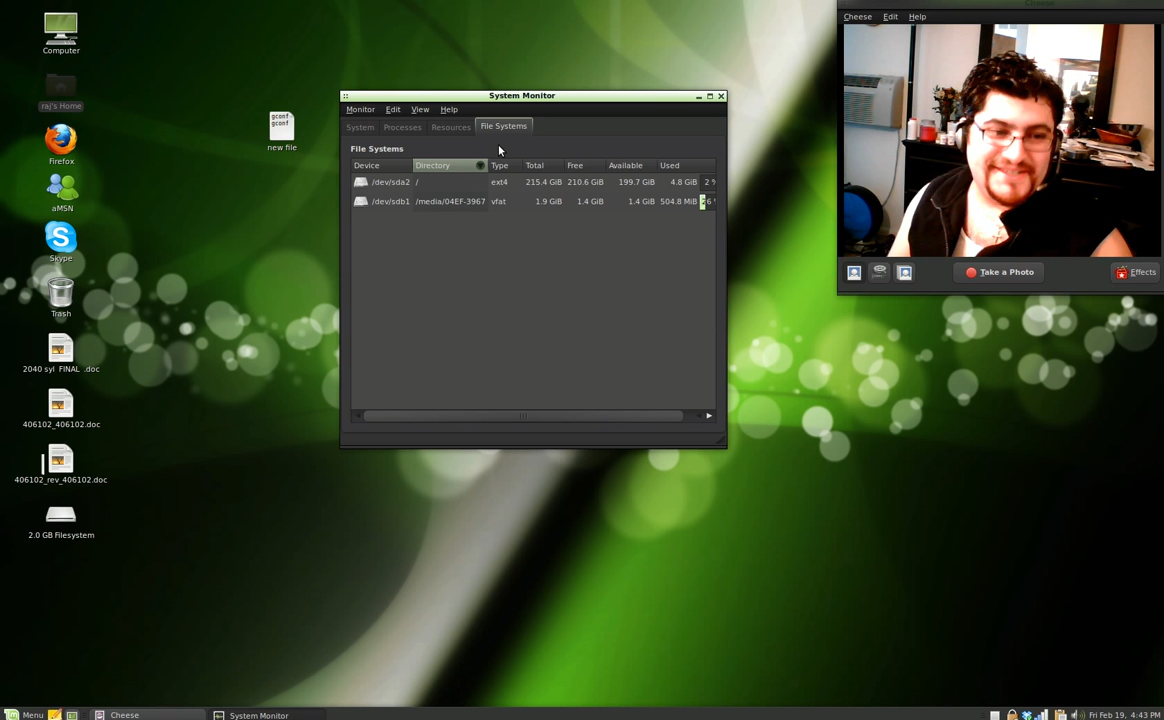 Computer
raj's Home
Firefox
aMSN
Skype
Trash
2040 syl FINAL .doc
406102_406102.doc
406102_rev_406102.doc
2.0 GB Filesystem
gconf
gconf
new file
System Monitor
Monitor Edit View Help
System Processes Resources File Systems
File Systems
Device Directory Type Total Free Available Used
/dev/sda2 / ext4 215.4 GiB 210.6 GiB 199.7 GiB 4.8 GiB 2 %
/dev/sdb1 /media/04EF-3967 vfat 1.9 GiB 1.4 GiB 1.4 GiB 504.8 MiB
Cheese
Cheese Edit Help
Take a Photo
Effects
Menu
Cheese
System Monitor
Fri Feb 19, 4:43 PM